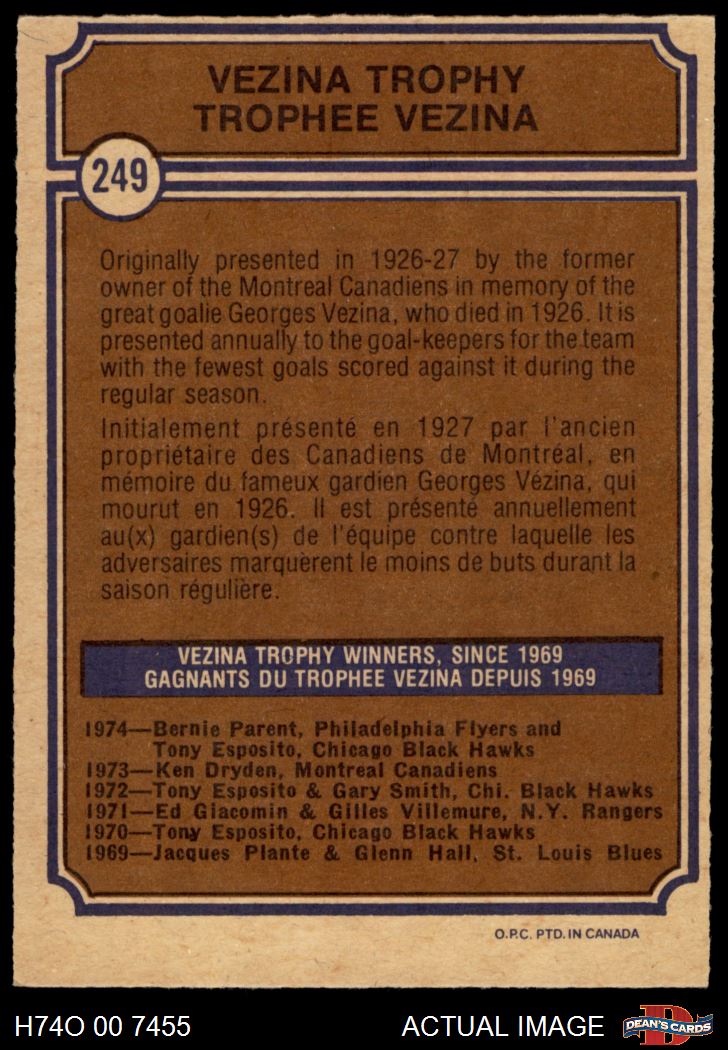 VEZINA TROPHY
TROPHEE VEZINA
249
Originally presented in 1926-27 by the former
owner of the Montreal Canadiens in memory of the
great goalie Georges Vezina, who died in 1926. It is
presented annually to the goal-keepers for the team
with the fewest goals scored against it during the
regular season.
Initialement présenté en 1927 par l'ancien
propriétaire des Canadiens de Montréal, en
mémoire du fameux gardien Georges Vézina, qui
mourut en 1926. Il est présenté annuellement
au(x) gardien(s) de l'équipe contre laquelle les
adversaires marquèrent le moins de buts durant la
saison régulière.
VEZINA TROPHY WINNERS, SINCE 1969
GAGNANTS DU TROPHEE VEZINA DEPUIS 1969
1974—Bernie Parent, Philadelphia Flyers and
Tony Esposito, Chicago Black Hawks
1973—Ken Dryden, Montreal Canadiens
1972—Tony Esposito & Gary Smith, Chi. Black Hawks
1971—Ed Giacomin & Gilles Villemure, N.Y. Rangers
1970—Tony Esposito, Chicago Black Hawks
1969—Jacques Plante & Glenn Hall, St. Louis Blues
O.P.C. PTD. IN CANADA
H74O 00 7455
ACTUAL IMAGE
D
DEAN'S CARDS